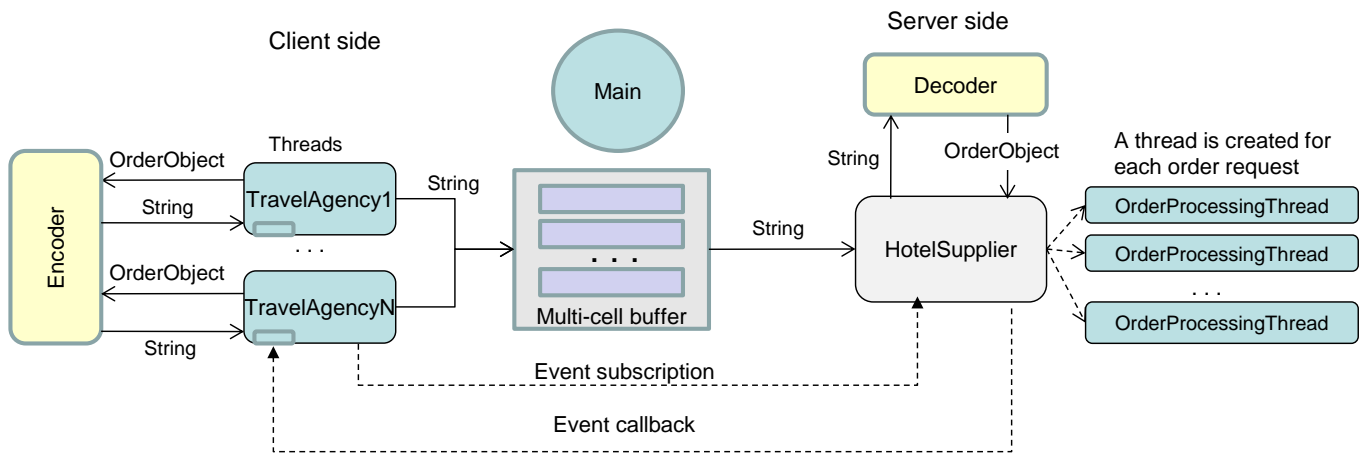 Client side
Server side
Main
Decoder
Threads
OrderObject
TravelAgency1
String
String
. . .
OrderObject
TravelAgencyN
String
Encoder
. . .
Multi-cell buffer
String
String
OrderObject
HotelSupplier
A thread is created for
each order request
OrderProcessingThread
OrderProcessingThread
. . .
OrderProcessingThread
Event subscription
Event callback